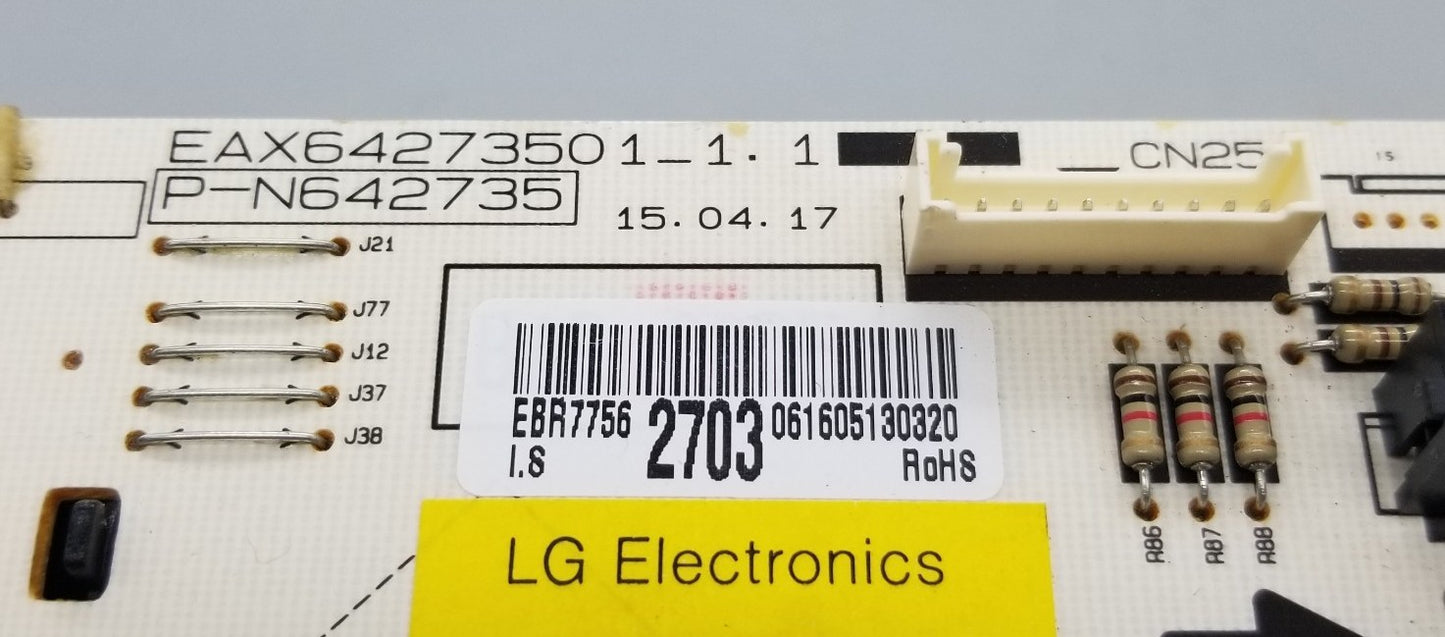 EAX64273501_1.1
P-N642735
15.04.17
CN25
15
J21
J77
J12
J37
J38
EBR7756 2703 061605130320
I.S RoHS
LG Electronics
R86
R87
R88